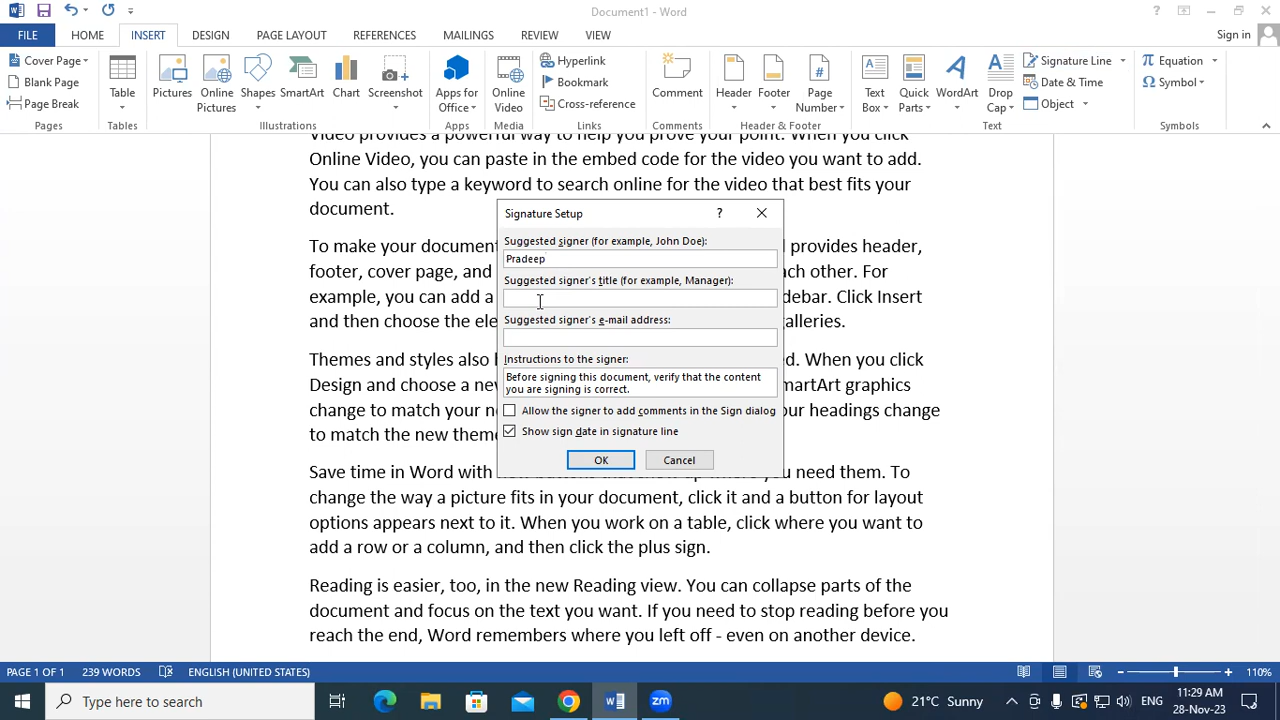 Document1 - Word
FILE HOME INSERT DESIGN PAGE LAYOUT REFERENCES MAILINGS REVIEW VIEW Sign in
Cover Page
Blank Page
Page Break
Pages
Table
Tables
Pictures
Online Pictures
Shapes
SmartArt
Chart
Screenshot
Illustrations
Apps for Office
Apps
Online Video
Media
Hyperlink
Bookmark
Cross-reference
Links
Comment
Comments
Header
Footer
Page Number
Header & Footer
Text Box
Quick Parts
WordArt
Drop Cap
Signature Line
Date & Time
Object
Text
Equation
Symbol
Symbols
Video provides a powerful way to help you prove your point. When you click
Online Video, you can paste in the embed code for the video you want to add.
You can also type a keyword to search online for the video that best fits your
document.
To make your document provides header,
footer, cover page, and ach other. For
example, you can add a debar. Click Insert
and then choose the ele galleries.
Themes and styles also d. When you click
Design and choose a nev martArt graphics
change to match your ne our headings change
to match the new theme
Save time in Word with new buttons that show up where you need them. To
change the way a picture fits in your document, click it and a button for layout
options appears next to it. When you work on a table, click where you want to
add a row or a column, and then click the plus sign.
Reading is easier, too, in the new Reading view. You can collapse parts of the
document and focus on the text you want. If you need to stop reading before you
reach the end, Word remembers where you left off - even on another device.
Signature Setup ?
Suggested signer (for example, John Doe):
Pradeep
Suggested signer's title (for example, Manager):
Suggested signer's e-mail address:
Instructions to the signer:
Before signing this document, verify that the content
you are signing is correct.
Allow the signer to add comments in the Sign dialog
Show sign date in signature line
OK Cancel
PAGE 1 OF 1 239 WORDS ENGLISH (UNITED STATES) 110%
Type here to search
zm
21°C Sunny
ENG
11:29 AM
28-Nov-23